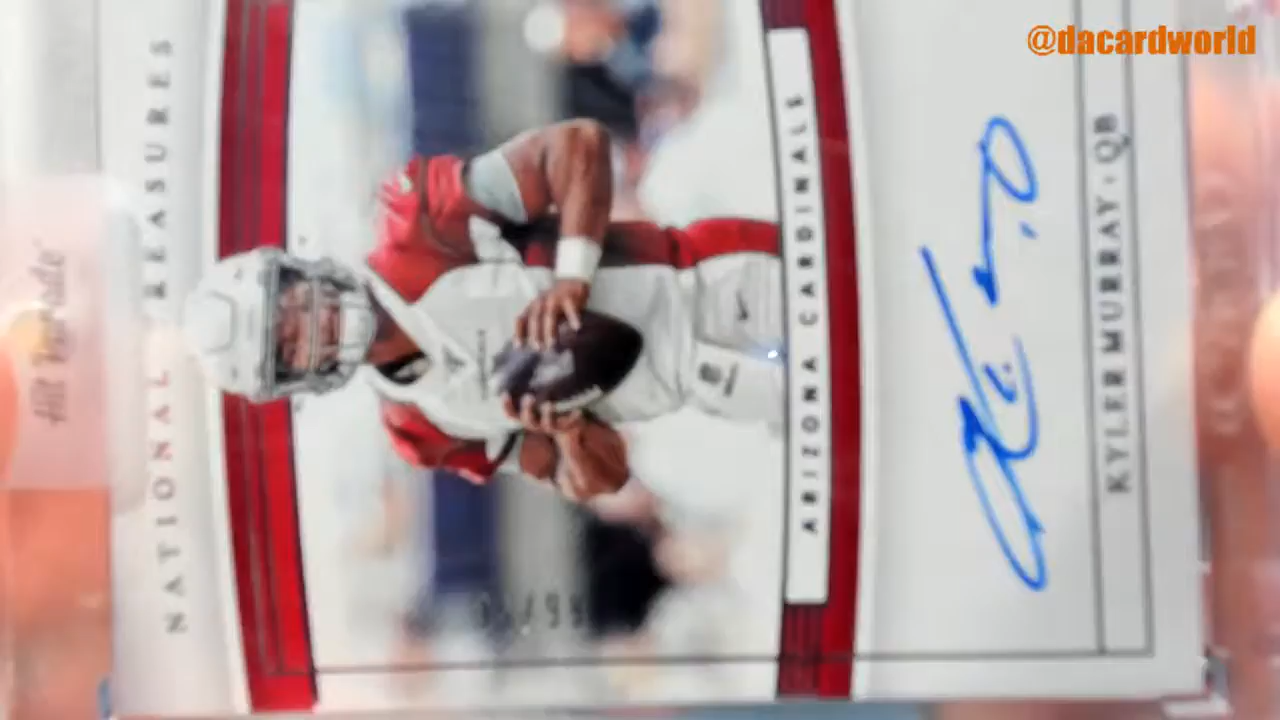 @dacardworld
NATIONAL TREASURES
ARIZONA CARDINALS
KYLER MURRAY · QB